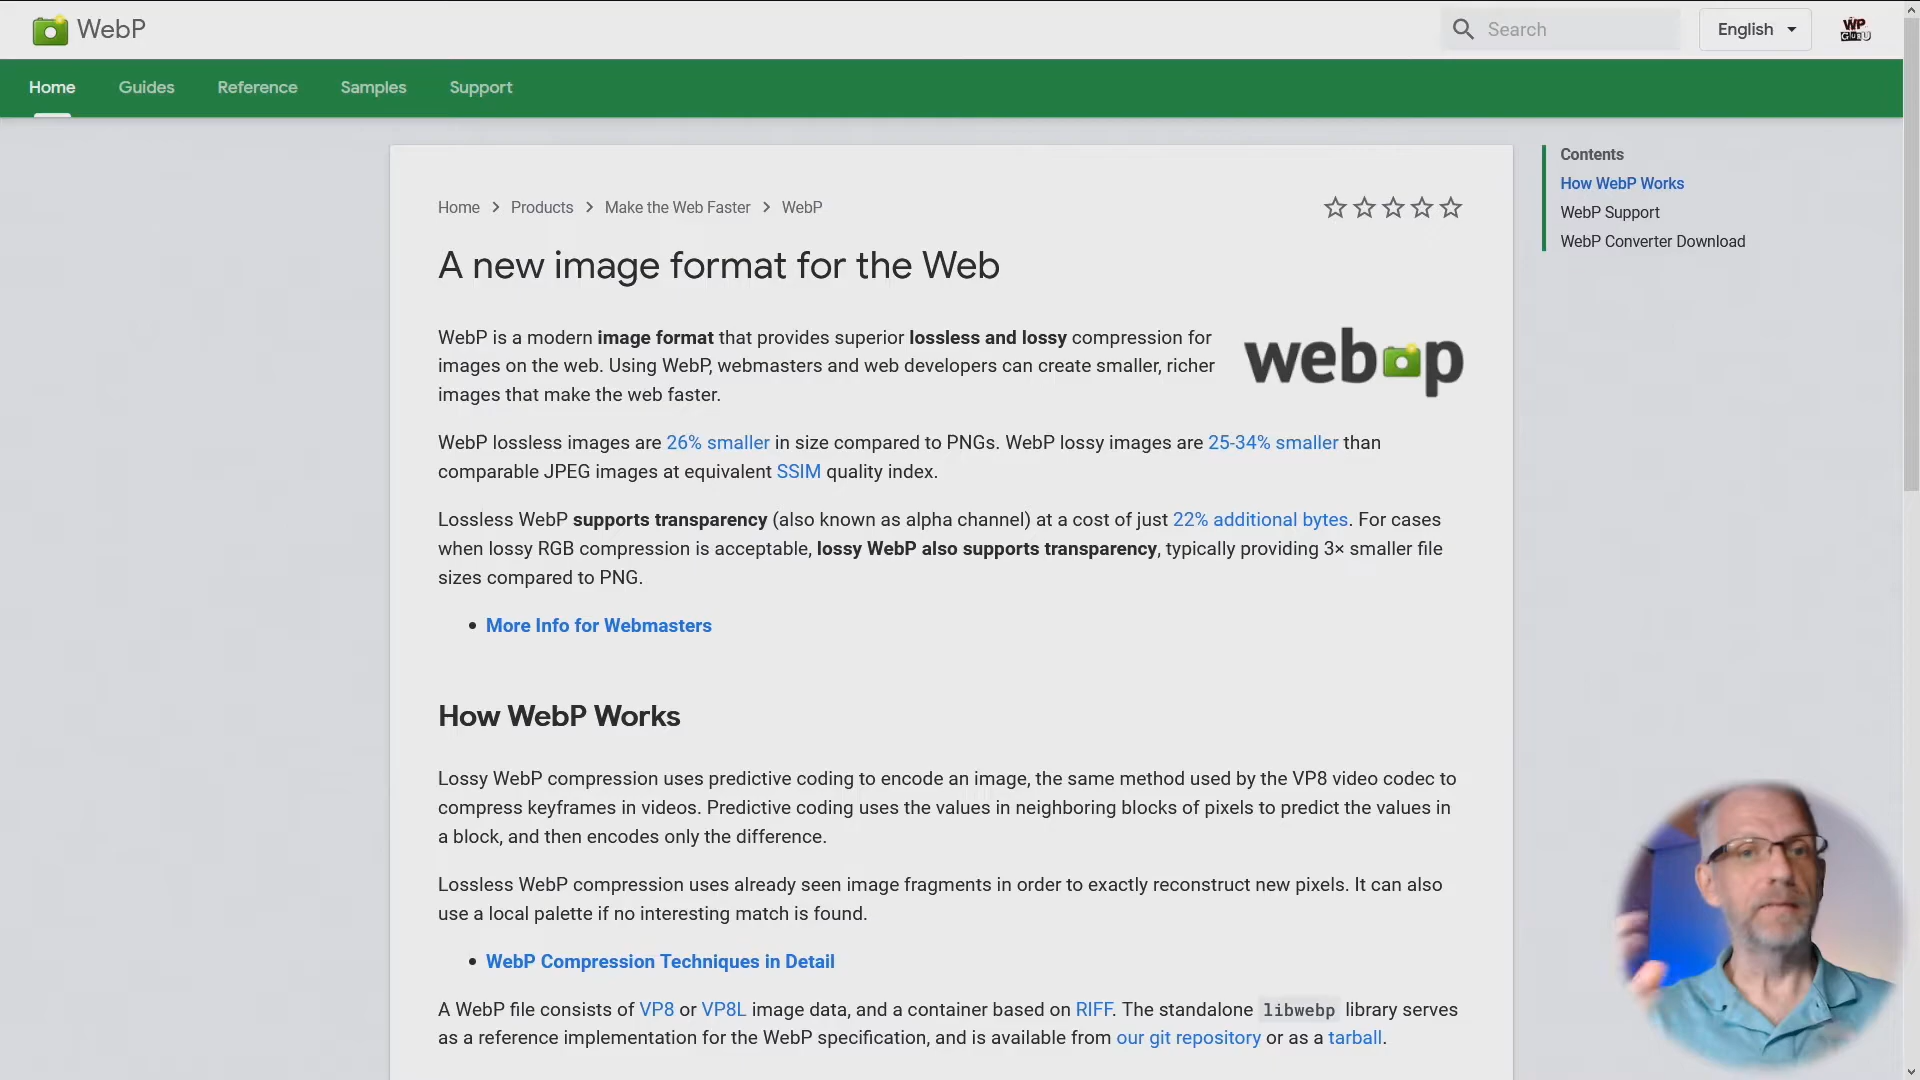 WebP
Search
English
WP
GURU
Home
Guides
Reference
Samples
Support
Home > Products > Make the Web Faster > WebP
A new image format for the Web
WebP is a modern image format that provides superior lossless and lossy compression for
images on the web. Using WebP, webmasters and web developers can create smaller, richer
images that make the web faster.
webp
WebP lossless images are 26% smaller in size compared to PNGs. WebP lossy images are 25-34% smaller than
comparable JPEG images at equivalent SSIM quality index.
Lossless WebP supports transparency (also known as alpha channel) at a cost of just 22% additional bytes. For cases
when lossy RGB compression is acceptable, lossy WebP also supports transparency, typically providing 3× smaller file
sizes compared to PNG.
• More Info for Webmasters
How WebP Works
Lossy WebP compression uses predictive coding to encode an image, the same method used by the VP8 video codec to
compress keyframes in videos. Predictive coding uses the values in neighboring blocks of pixels to predict the values in
a block, and then encodes only the difference.
Lossless WebP compression uses already seen image fragments in order to exactly reconstruct new pixels. It can also
use a local palette if no interesting match is found.
• WebP Compression Techniques in Detail
A WebP file consists of VP8 or VP8L image data, and a container based on RIFF. The standalone libwebp library serves
as a reference implementation for the WebP specification, and is available from our git repository or as a tarball.
Contents
How WebP Works
WebP Support
WebP Converter Download